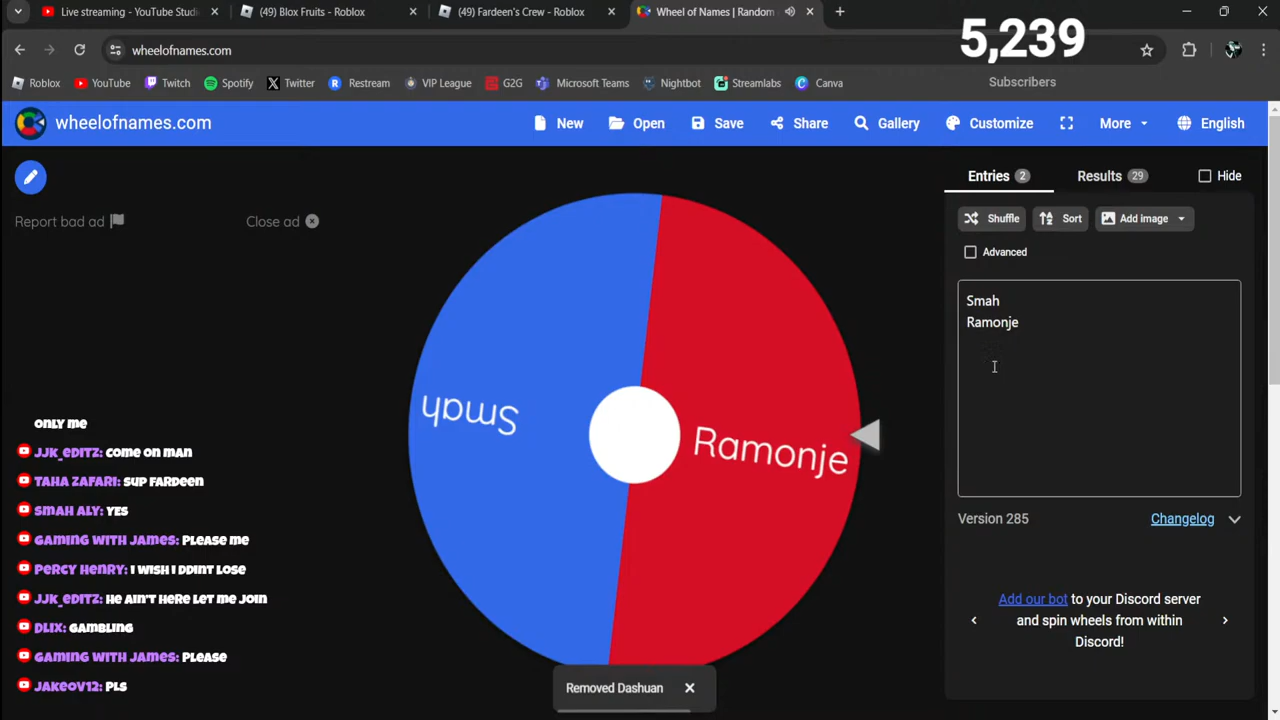 Live streaming - YouTube Studi
(49) Blox Fruits - Roblox
(49) Fardeen's Crew - Roblox
Wheel of Names | Random
5,239
Subscribers
wheelofnames.com
Roblox
YouTube
Twitch
Spotify
Twitter
Restream
VIP League
G2G
Microsoft Teams
Nightbot
Streamlabs
Canva
wheelofnames.com
New
Open
Save
Share
Gallery
Customize
More
English
Report bad ad
Close ad
Entries 2
Results 29
Hide
Shuffle
Sort
Add image
Advanced
Smah
Ramonje
Smah
Ramonje
only me
JJK_EDITZ: COME ON MAN
TAHA ZAFARI: SUP FARDEEN
SMAH ALY: YES
GAMING WITH JAMES: PLEASE ME
PERCY HENRY: I WISH I DDINT LOSE
JJK_EDITZ: HE AIN'T HERE LET ME JOIN
DLIX: GAMBLING
GAMING WITH JAMES: PLEASE
JAKEOV12: PLS
Version 285
Changelog
Add our bot to your Discord server
and spin wheels from within
Discord!
Removed Dashuan